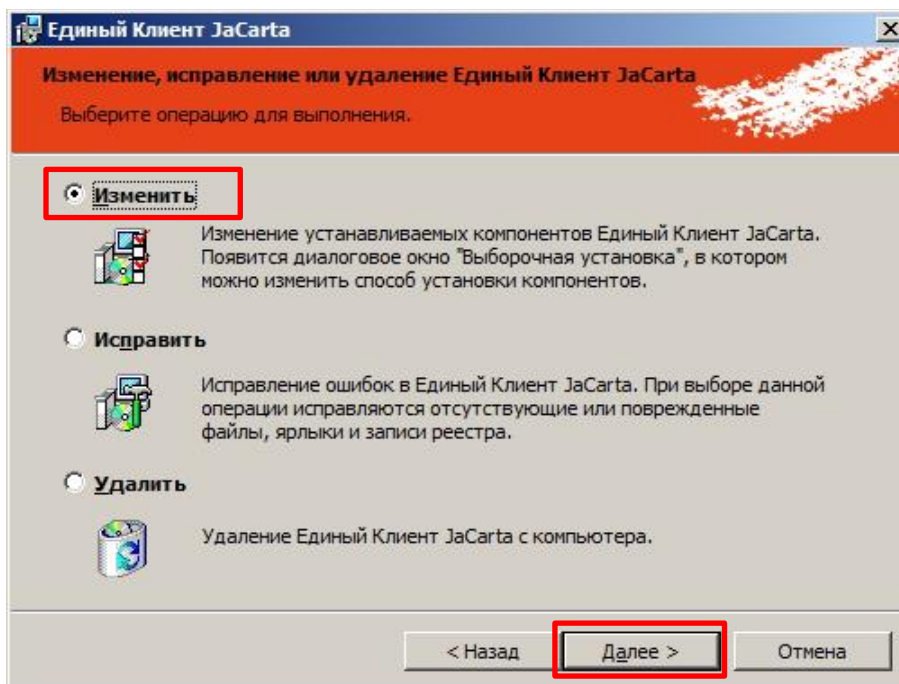 Единый Клиент JaCarta
Изменение, исправление или удаление Единый Клиент JaCarta
Выберите операцию для выполнения.
Изменить
Изменение устанавливаемых компонентов Единый Клиент JaCarta.
Появится диалоговое окно "Выборочная установка", в котором
можно изменить способ установки компонентов.
Исправить
Исправление ошибок в Единый Клиент JaCarta. При выборе данной
операции исправляются отсутствующие или поврежденные
файлы, ярлыки и записи реестра.
Удалить
Удаление Единый Клиент JaCarta с компьютера.
< Назад Далее > Отмена